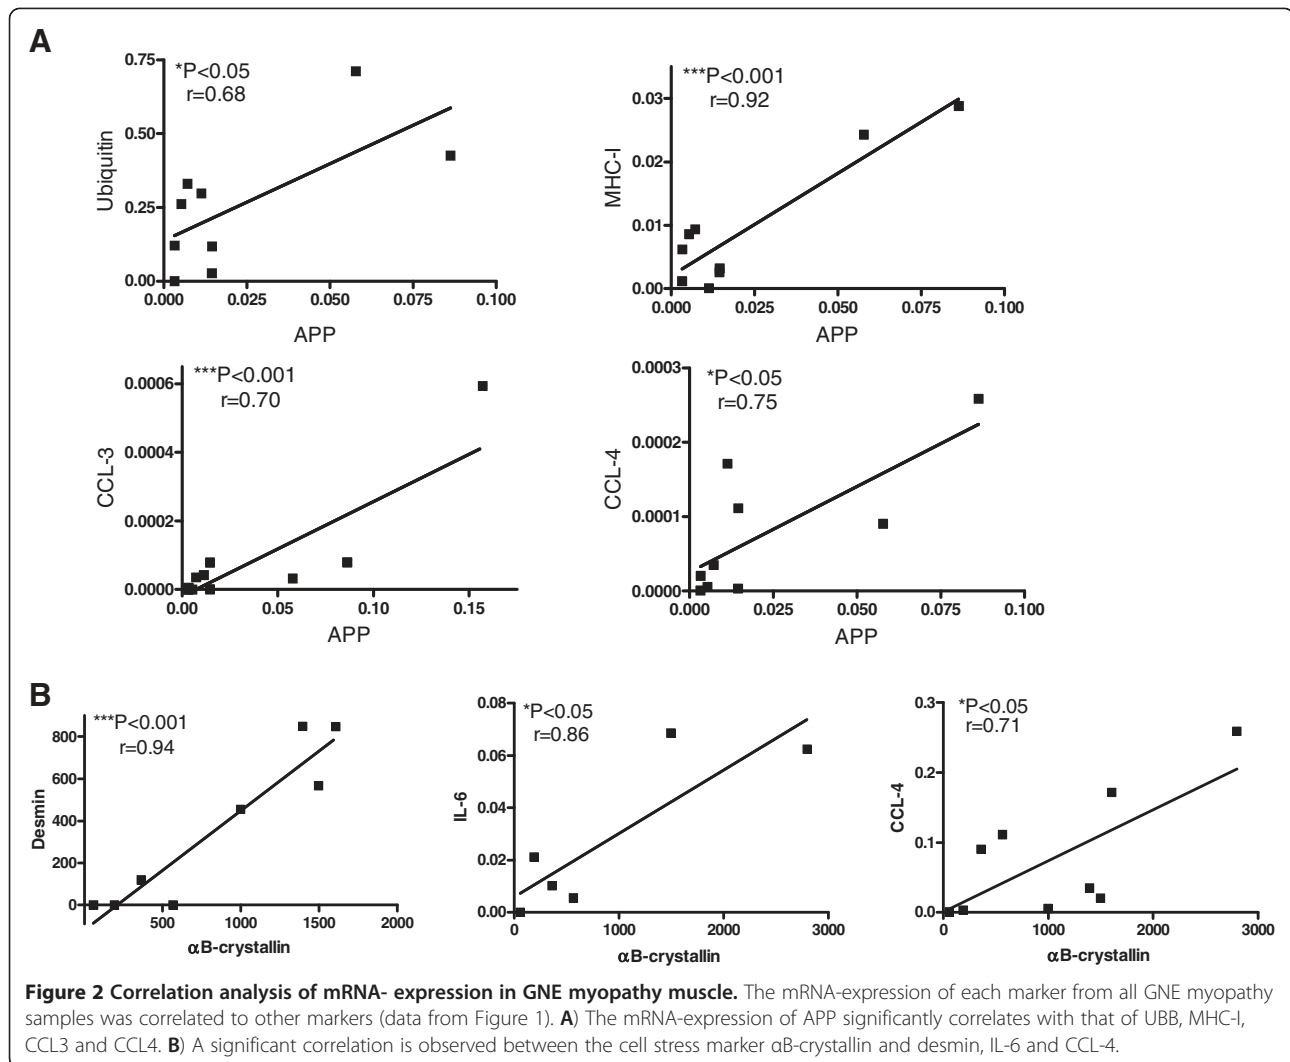 A
*P<0.05
r=0.68
Ubiquitin
0.75
0.50
0.25
0.00
0.000 0.025 0.050 0.075 0.100
APP
***P<0.001
r=0.92
MHC-I
0.03
0.02
0.01
0.00
0.000 0.025 0.050 0.075 0.100
APP
***P<0.001
r=0.70
CCL-3
0.0006
0.0004
0.0002
0.0000
0.00 0.05 0.10 0.15
APP
*P<0.05
r=0.75
CCL-4
0.0003
0.0002
0.0001
0.0000
0.000 0.025 0.050 0.075 0.100
APP
B
***P<0.001
r=0.94
Desmin
800
600
400
200
0
500 1000 1500 2000
αB-crystallin
*P<0.05
r=0.86
IL-6
0.08
0.06
0.04
0.02
0.00
0 1000 2000 3000
αB-crystallin
*P<0.05
r=0.71
CCL-4
0.3
0.2
0.1
0.0
0 1000 2000 3000
αB-crystallin
Figure 2 Correlation analysis of mRNA- expression in GNE myopathy muscle. The mRNA-expression of each marker from all GNE myopathy
samples was correlated to other markers (data from Figure 1). A) The mRNA-expression of APP significantly correlates with that of UBB, MHC-I,
CCL3 and CCL4. B) A significant correlation is observed between the cell stress marker αB-crystallin and desmin, IL-6 and CCL-4.